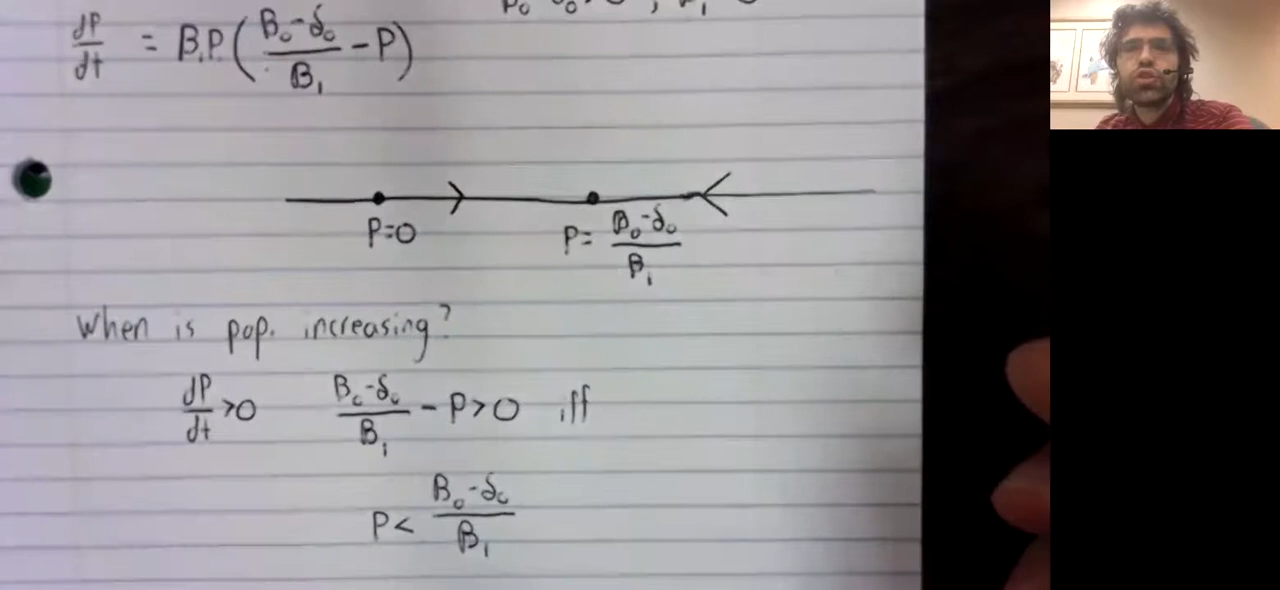 dP/dt = β₁P(β₀-δ₀/β₁ - P)
P=0 P= β₀-δ₀/β₁
When is pop. increasing?
dP/dt >0 β₀-δ₀/β₁ - P>0 iff
P< β₀-δ₀/β₁